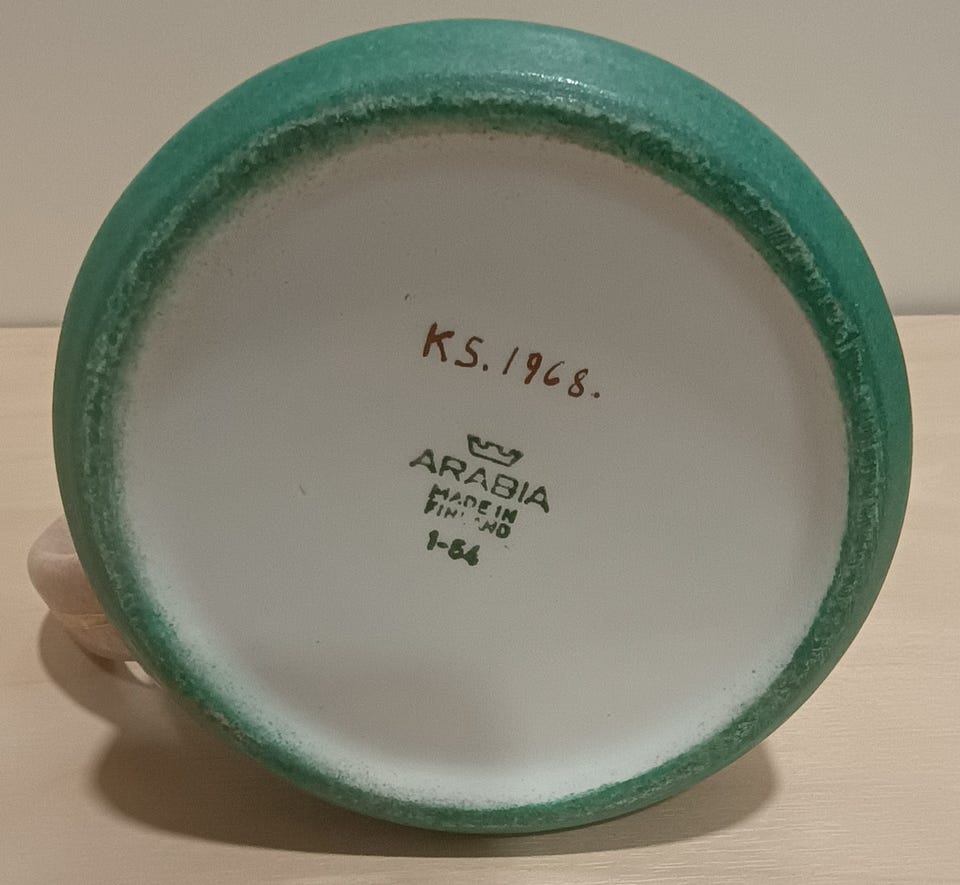 KS. 1968.
ARABIA
MADE IN
FINLAND
1-64